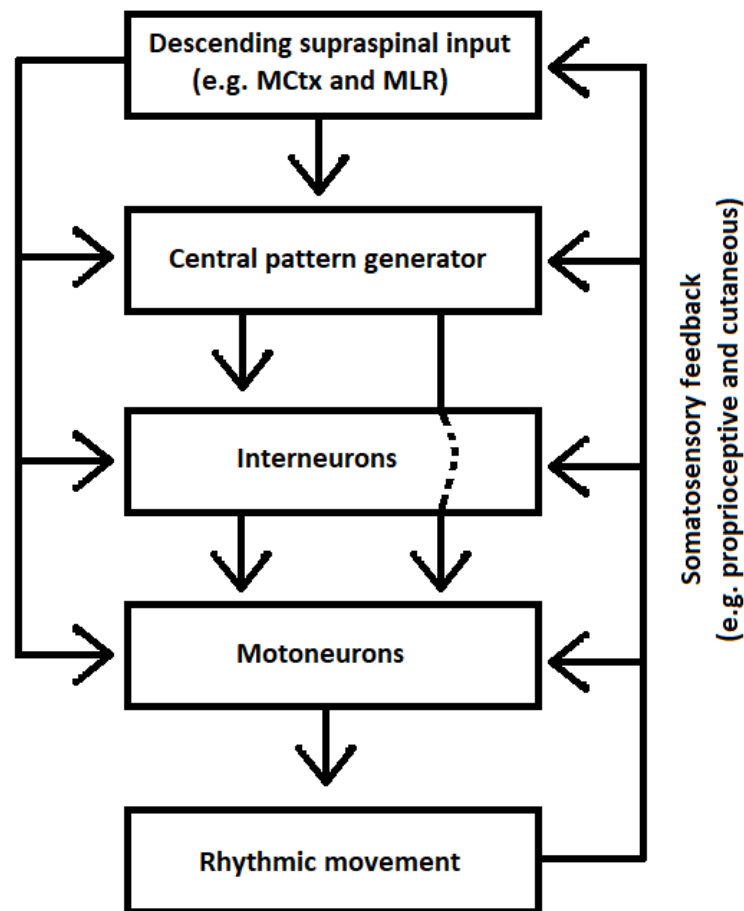 Descending supraspinal input
(e.g. MCtx and MLR)
Central pattern generator
Interneurons
Motoneurons
Rhythmic movement
Somatosensory feedback
(e.g. proprioceptive and cutaneous)